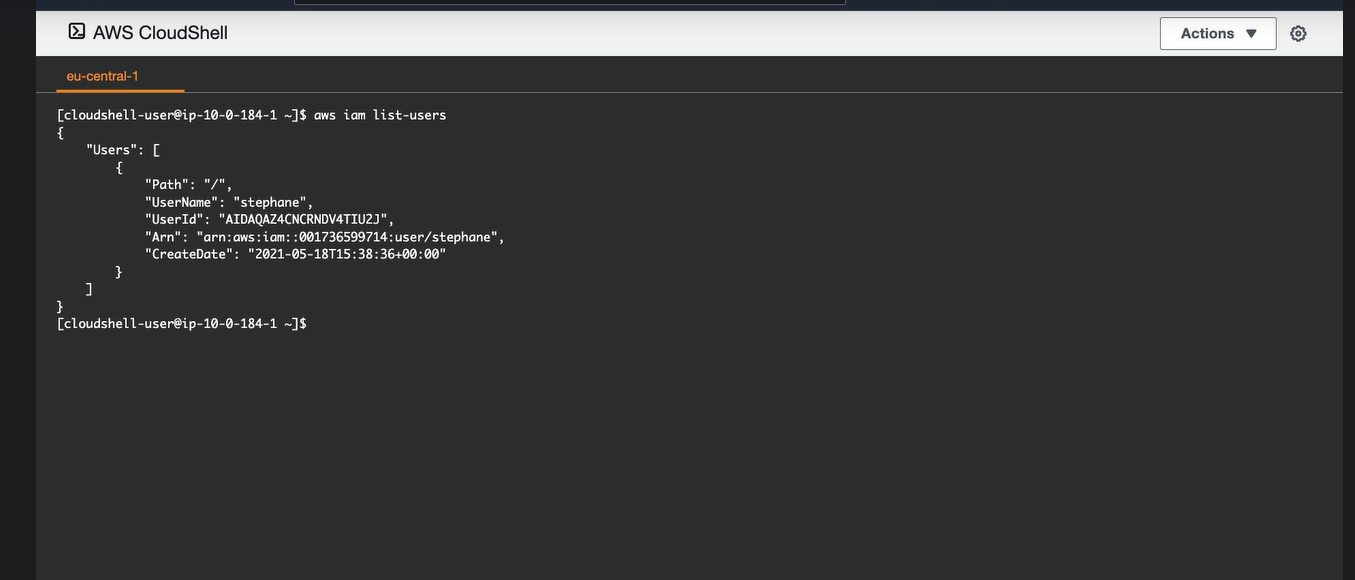 AWS CloudShell
Actions
eu-central-1
[cloudshell-user@ip-10-0-184-1 ~]$ aws iam list-users
{
    "Users": [
        {
            "Path": "/",
            "UserName": "stephane",
            "UserId": "AIDAQAZ4CNCRNDV4TIU2J",
            "Arn": "arn:aws:iam::001736599714:user/stephane",
            "CreateDate": "2021-05-18T15:38:36+00:00"
        }
    ]
}
[cloudshell-user@ip-10-0-184-1 ~]$